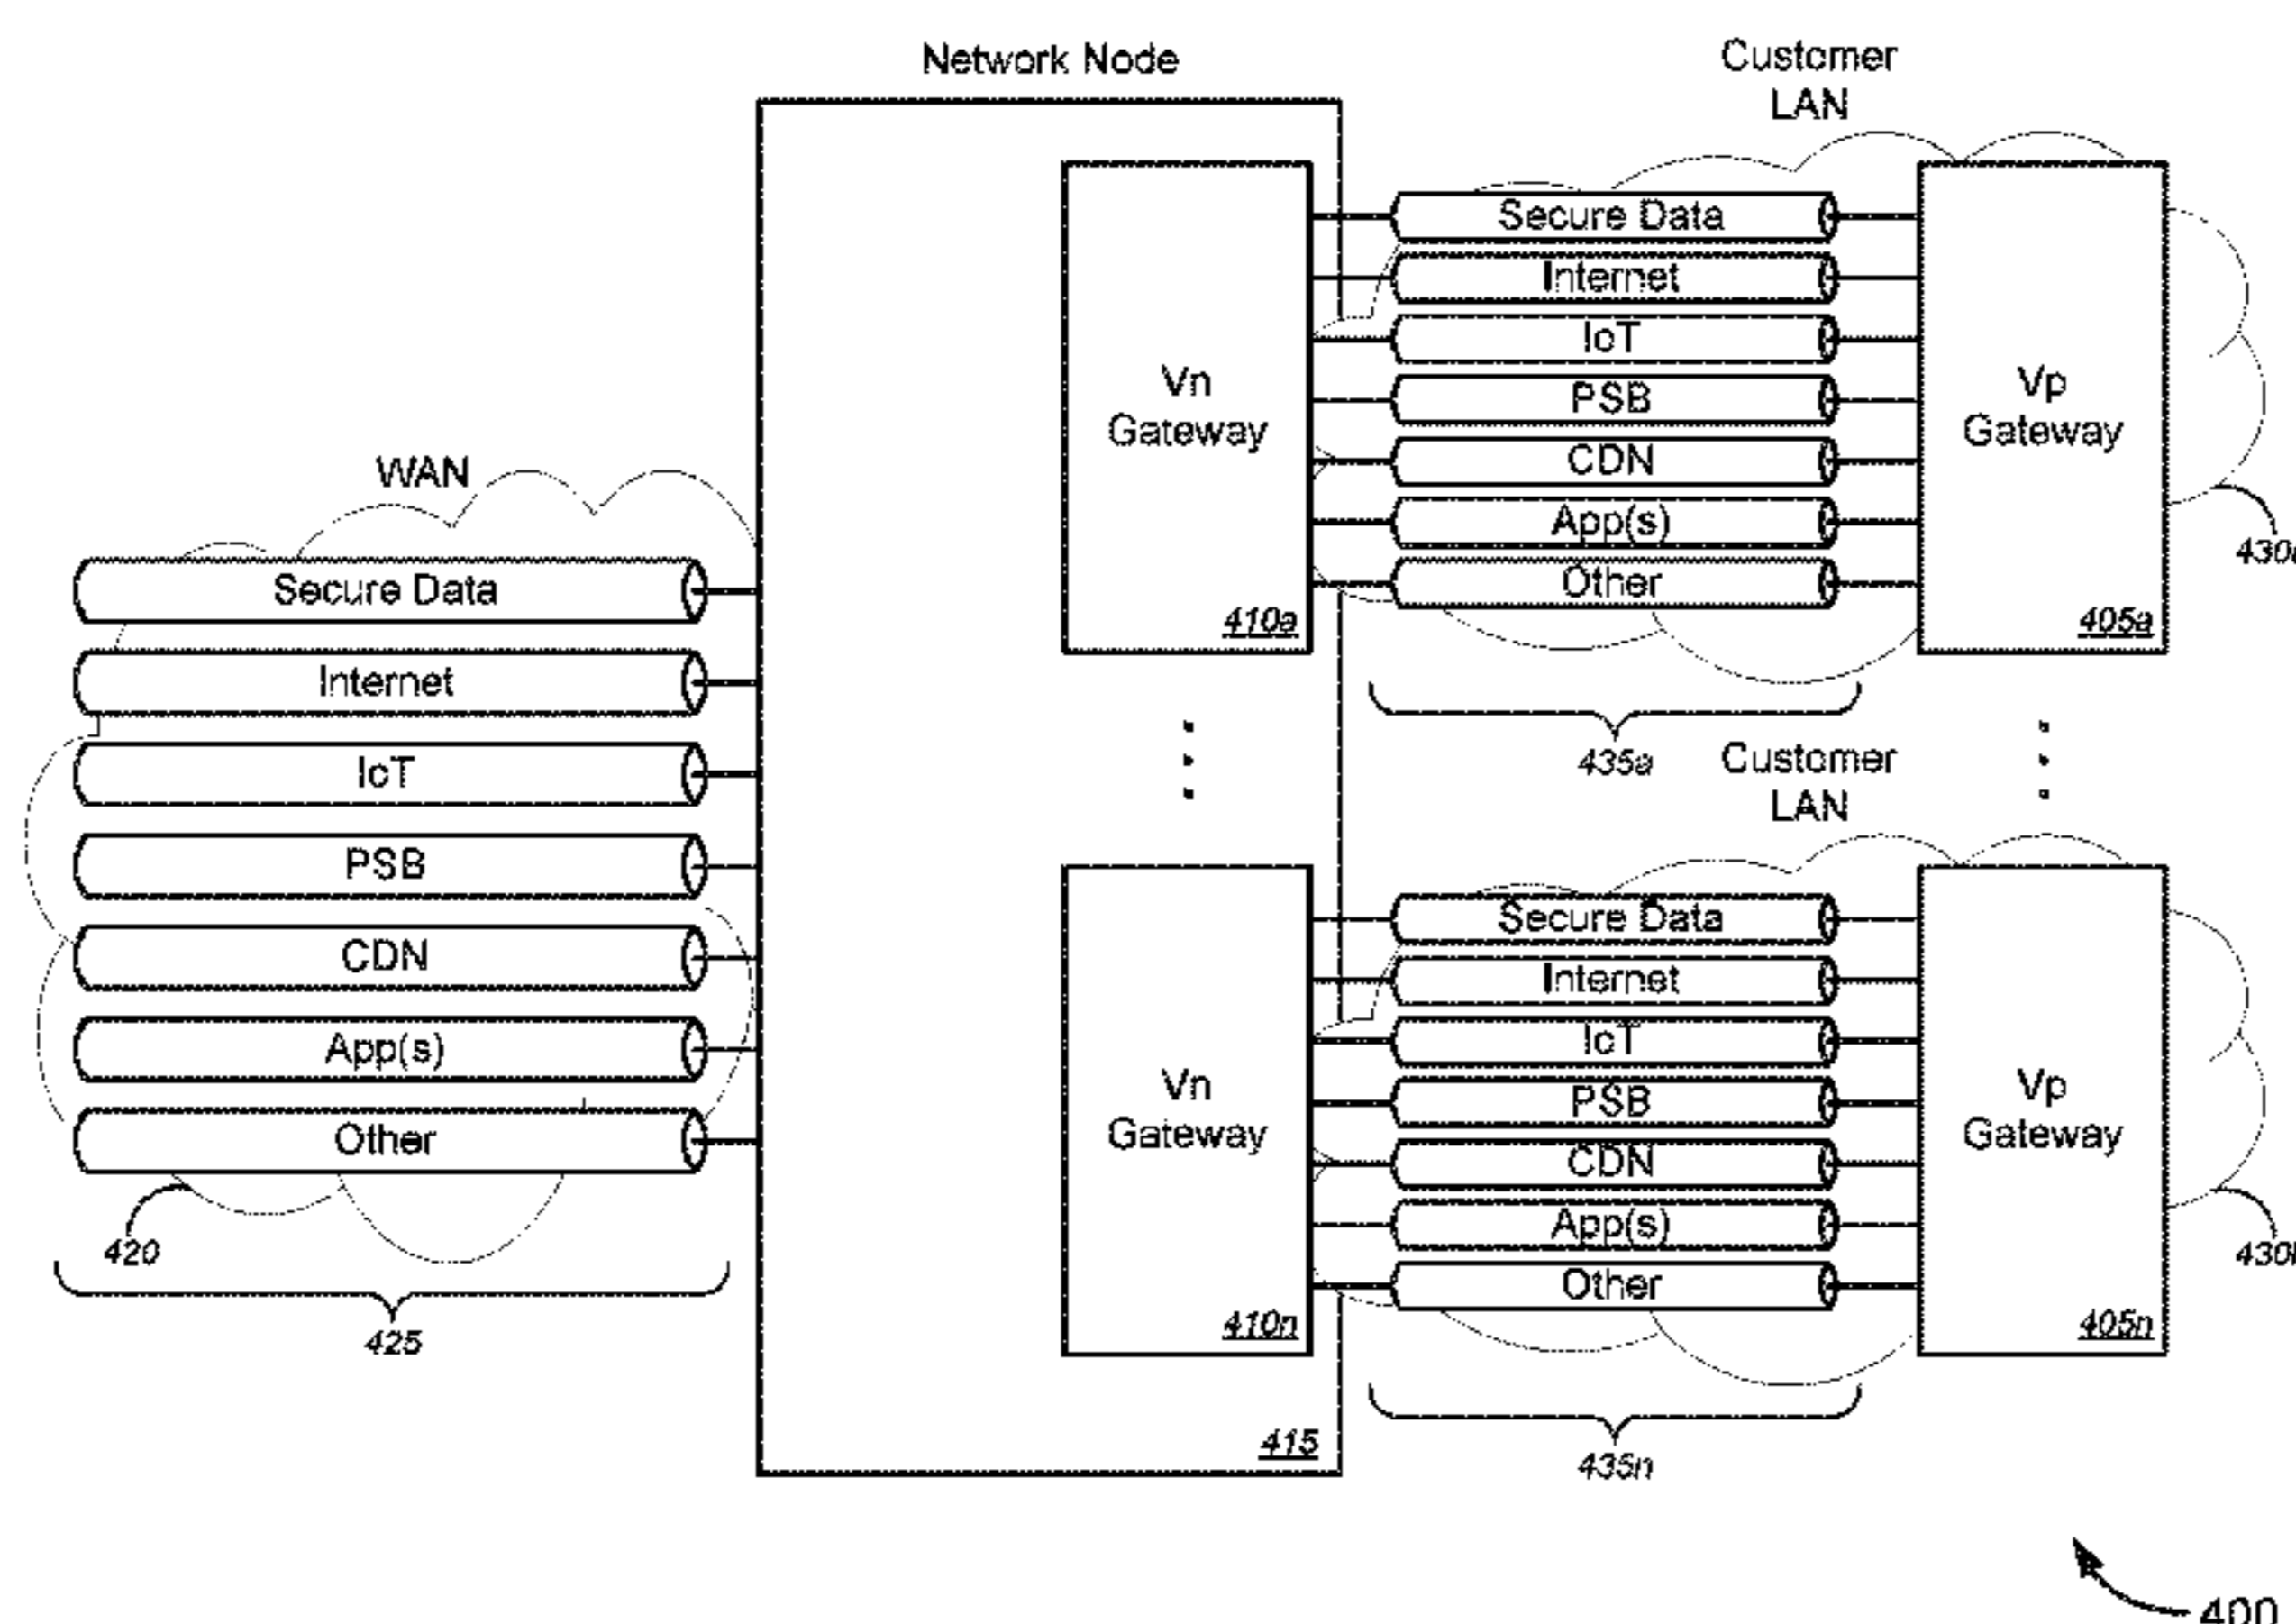 Network Node
Customer
LAN
Secure Data
Internet
IoT
PSB
CDN
App(s)
Other
Vn
Gateway
410a
Vp
Gateway
405a
435a
WAN
Secure Data
Internet
IoT
PSB
CDN
App(s)
Other
420
425
Customer
LAN
Secure Data
Internet
IoT
PSB
CDN
App(s)
Other
Vn
Gateway
410n
Vp
Gateway
405n
435n
415
400